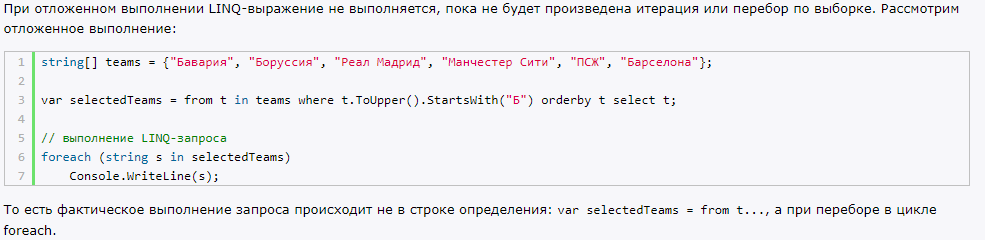 При отложенном выполнении LINQ-выражение не выполняется, пока не будет произведена итерация или перебор по выборке. Рассмотрим
отложенное выполнение:
1 string[] teams = {"Бавария", "Боруссия", "Реал Мадрид", "Манчестер Сити", "ПСЖ", "Барселона"};
2
3 var selectedTeams = from t in teams where t.ToUpper().StartsWith("Б") orderby t select t;
4
5 // выполнение LINQ-запроса
6 foreach (string s in selectedTeams)
7     Console.WriteLine(s);
То есть фактическое выполнение запроса происходит не в строке определения: var selectedTeams = from t..., а при переборе в цикле
foreach.